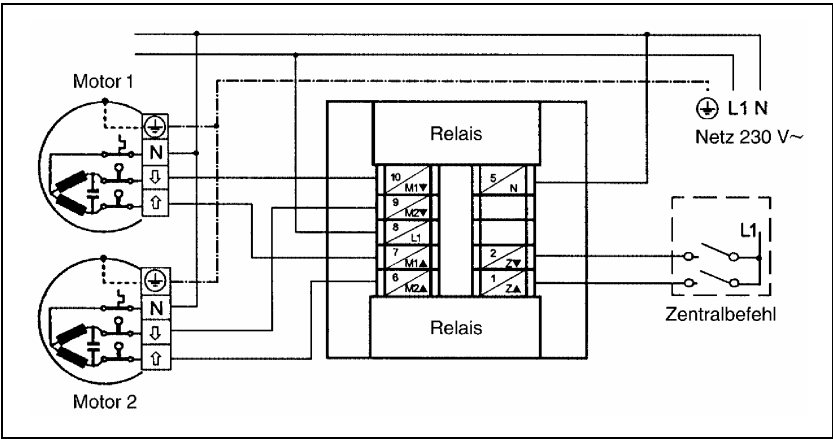 Motor 1
L1 N
Netz 230 V~
Relais
N
10
M1▼
5
N
9
M2▼
8
L1
7
M1▲
2
Z▼
L1
6
M2▲
1
Z▲
Zentralbefehl
N
Relais
Motor 2